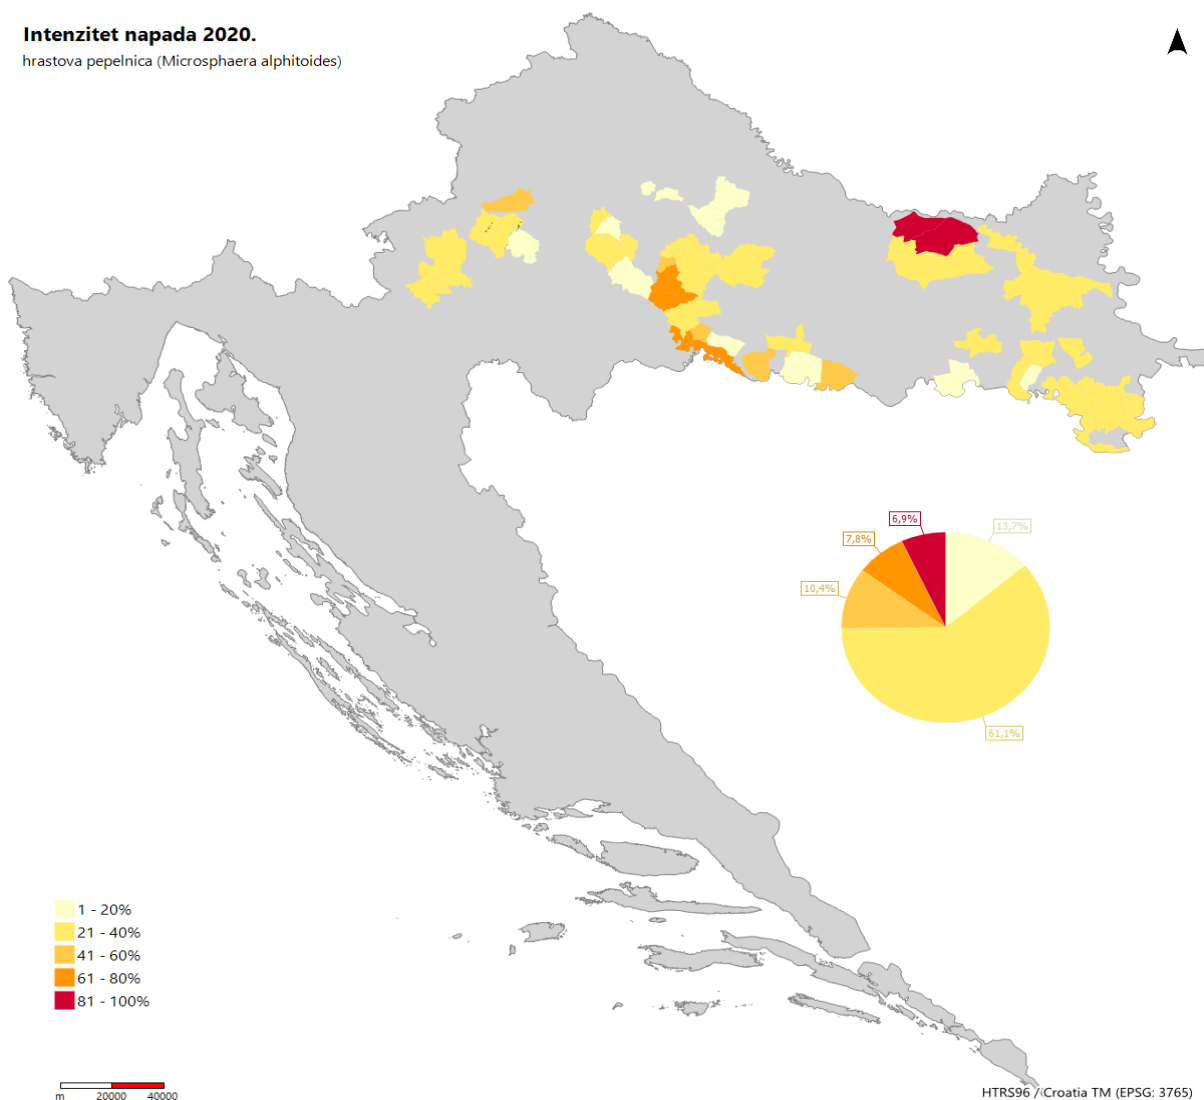 Intenzitet napada 2020.
hrastova pepelnica (Microsphaera alphitoides)
6,9%
13,7%
7,8%
10,4%
61,1%
1 - 20%
21 - 40%
41 - 60%
61 - 80%
81 - 100%
m 20000 40000
HTRS96 / Croatia TM (EPSG: 3765)